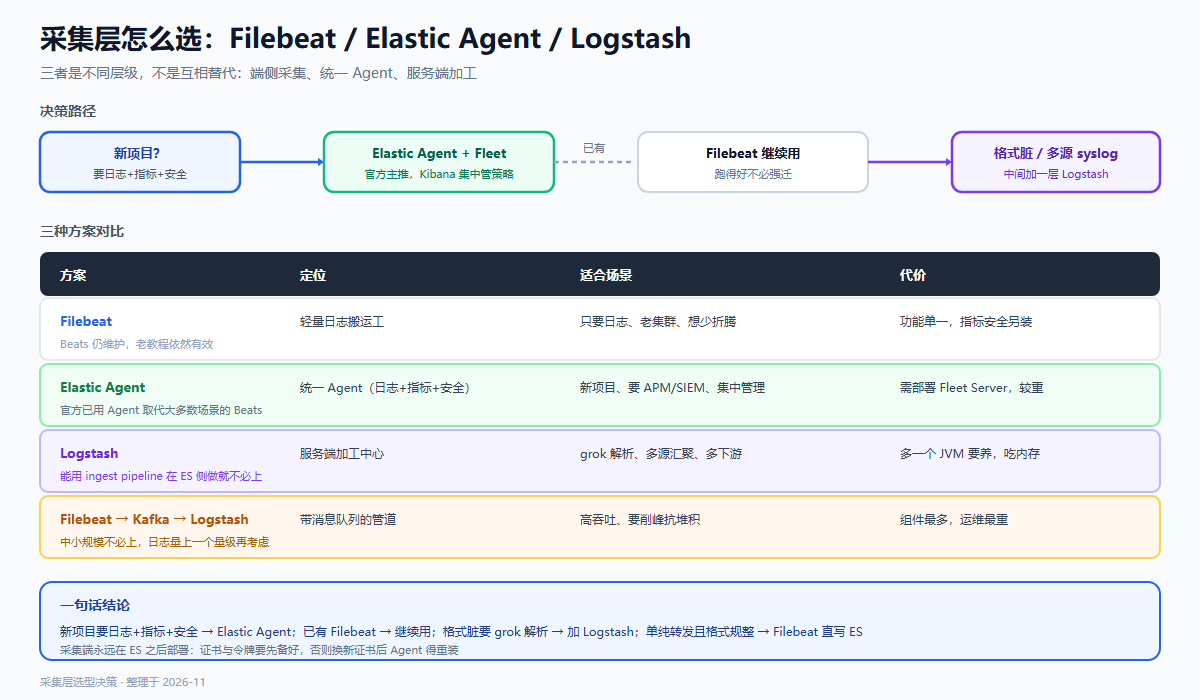 采集层怎么选：Filebeat / Elastic Agent / Logstash
三者是不同层级，不是互相替代：端侧采集、统一 Agent、服务端加工
决策路径
新项目?
要日志+指标+安全
Elastic Agent + Fleet
官方主推，Kibana 集中管策略
已有
Filebeat 继续用
跑得好不必强迁
格式脏 / 多源 syslog
中间加一层 Logstash
三种方案对比
方案 定位 适合场景 代价
Filebeat 轻量日志搬运工 只要日志、老集群、想少折腾 功能单一，指标安全另装
Beats 仍维护，老教程依然有效
Elastic Agent 统一 Agent（日志+指标+安全） 新项目、要 APM/SIEM、集中管理 需部署 Fleet Server，较重
官方已用 Agent 取代大多数场景的 Beats
Logstash 服务端加工中心 grok 解析、多源汇聚、多下游 多一个 JVM 要养，吃内存
能用 ingest pipeline 在 ES 侧做就不必上
Filebeat → Kafka → Logstash 带消息队列的管道 高吞吐、要削峰抗堆积 组件最多，运维最重
中小规模不必上，日志量上一个量级再考虑
一句话结论
新项目要日志+指标+安全 → Elastic Agent；已有 Filebeat → 继续用；格式脏要 grok 解析 → 加 Logstash；单纯转发且格式规整 → Filebeat 直写 ES
采集端永远在 ES 之后部署：证书与令牌要先备好，否则换新证书后 Agent 得重装
采集层选型决策 · 整理于 2026-11